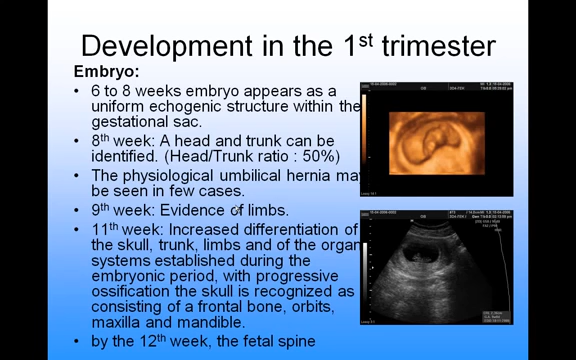 Development in the 1st trimester
Embryo:
• 6 to 8 weeks embryo appears as a
uniform echogenic structure within the
gestational sac.
• 8th week: A head and trunk can be
identified. (Head/Trunk ratio : 50%)
• The physiological umbilical hernia may
be seen in few cases.
• 9th week: Evidence of limbs.
• 11th week: Increased differentiation of
the skull, trunk, limbs and of the organ
systems established during the
embryonic period, with progressive
ossification the skull is recognized as
consisting of a frontal bone, orbits,
maxilla and mandible.
• by the 12th week, the fetal spine